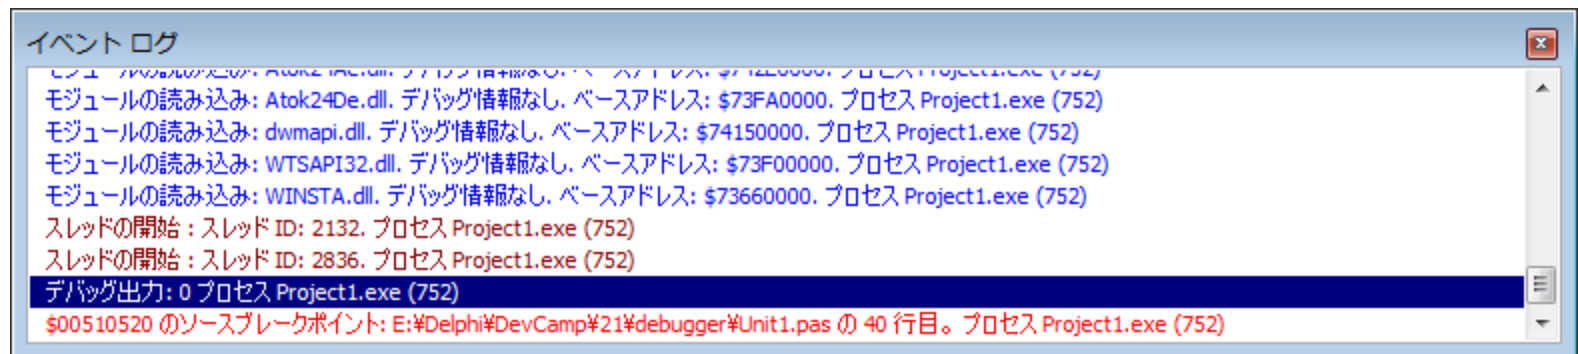 イベント ログ
モジュールの読み込み: Atok24De.dll. デバッグ情報なし. ベースアドレス: $73FA0000. プロセス Project1.exe (752)
モジュールの読み込み: dwmapi.dll. デバッグ情報なし. ベースアドレス: $74150000. プロセス Project1.exe (752)
モジュールの読み込み: WTSAPI32.dll. デバッグ情報なし. ベースアドレス: $73F00000. プロセス Project1.exe (752)
モジュールの読み込み: WINSTA.dll. デバッグ情報なし. ベースアドレス: $73660000. プロセス Project1.exe (752)
スレッドの開始 : スレッド ID: 2132. プロセス Project1.exe (752)
スレッドの開始 : スレッド ID: 2836. プロセス Project1.exe (752)
デバッグ出力: 0 プロセス Project1.exe (752)
$00510520 のソースブレークポイント: E:¥Delphi¥DevCamp¥21¥debugger¥Unit1.pas の 40 行目。プロセス Project1.exe (752)